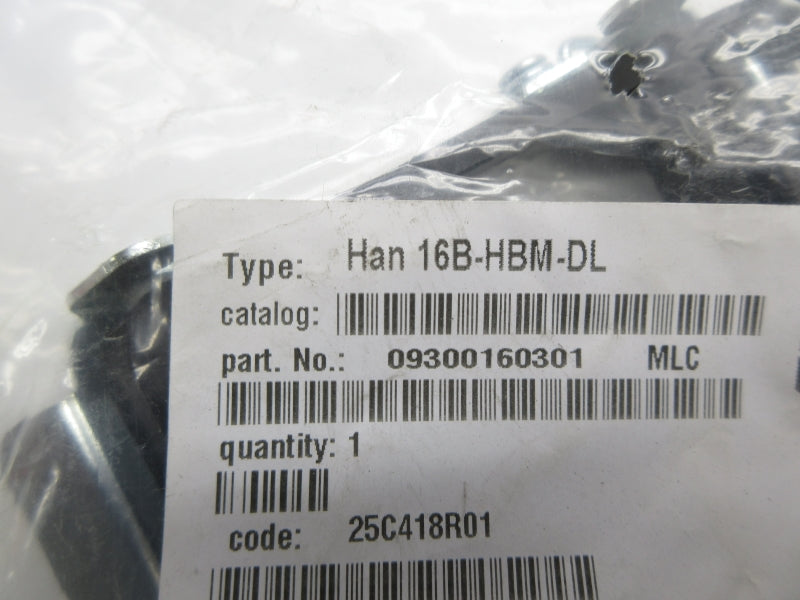 Type: Han 16B-HBM-DL
catalog:
part. No.: 09300160301 MLC
quantity: 1
code: 25C418R01